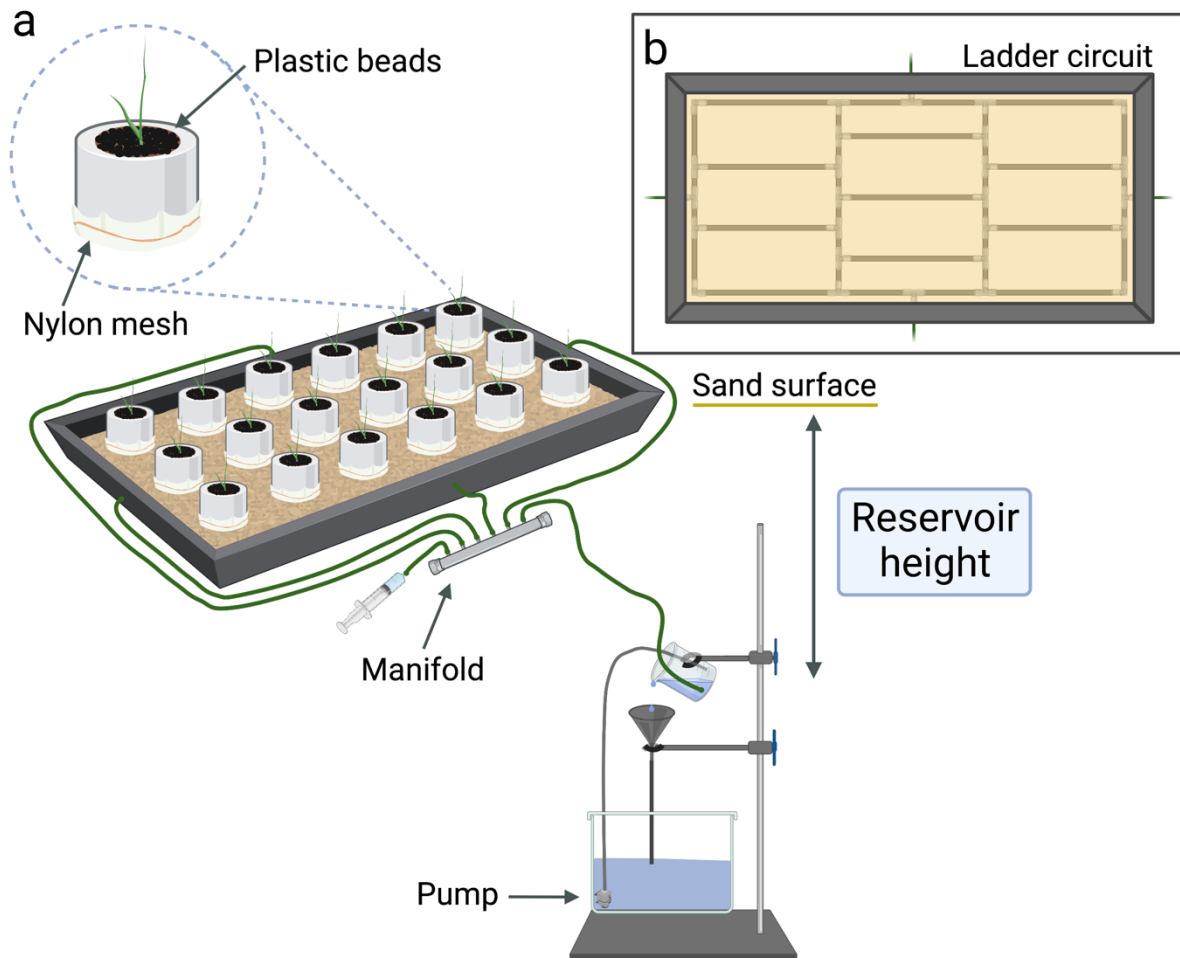 a
Plastic beads
Nylon mesh
b
Ladder circuit
Sand surface
Reservoir
height
Manifold
Pump